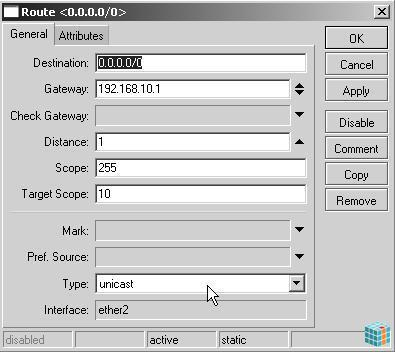 Route <0.0.0.0/0>
General Attributes
Destination: 0.0.0.0/0
Gateway: 192.168.10.1
Check Gateway:
Distance: 1
Scope: 255
Target Scope: 10
Mark:
Pref. Source:
Type: unicast
Interface: ether2
OK
Cancel
Apply
Disable
Comment
Copy
Remove
disabled active static